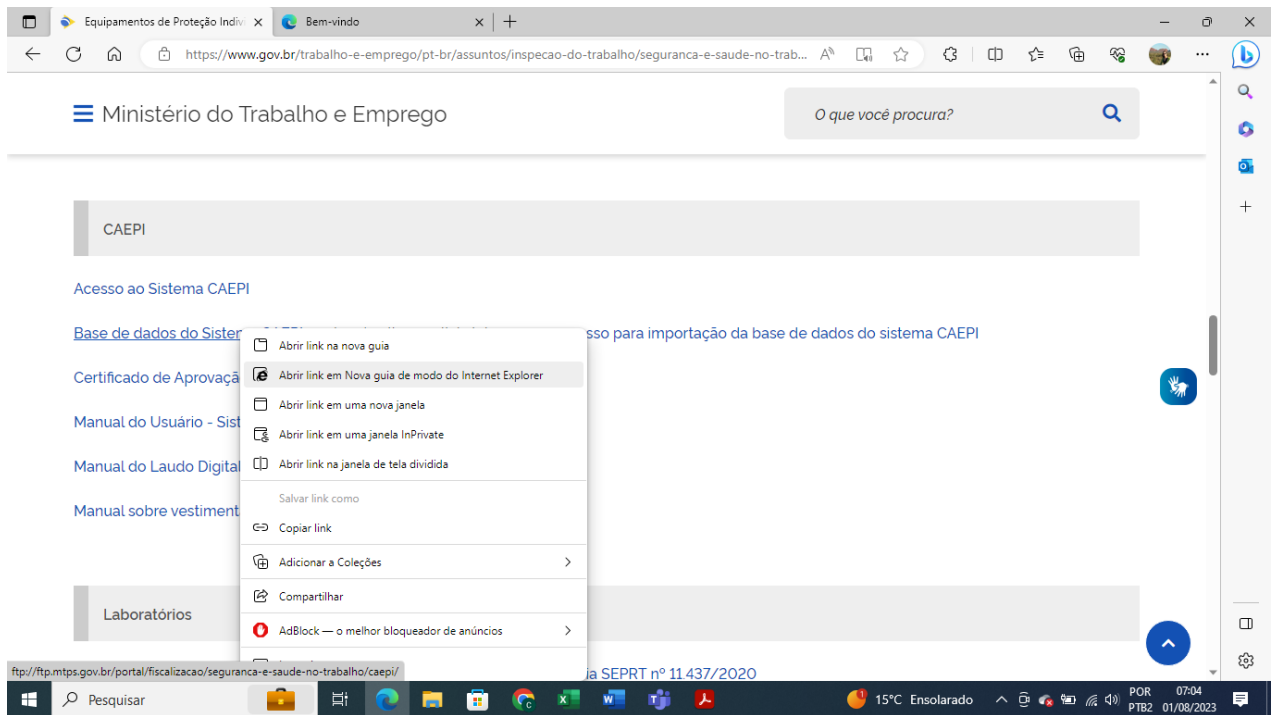 Equipamentos de Proteção Indiv
Bem-vindo
https://www.gov.br/trabalho-e-emprego/pt-br/assuntos/inspecao-do-trabalho/seguranca-e-saude-no-trab...
Ministério do Trabalho e Emprego
O que você procura?
CAEPI
Acesso ao Sistema CAEPI
Base de dados do Sistem
sso para importação da base de dados do sistema CAEPI
Certificado de Aprovaçã
Manual do Usuário - Sist
Manual do Laudo Digital
Manual sobre vestiment
Abrir link na nova guia
Abrir link em Nova guia de modo do Internet Explorer
Abrir link em uma nova janela
Abrir link em uma janela InPrivate
Abrir link na janela de tela dividida
Salvar link como
Copiar link
Adicionar a Coleções
Compartilhar
AdBlock — o melhor bloqueador de anúncios
Laboratórios
ia SEPRT nº 11.437/2020
ftp://ftp.mtps.gov.br/portal/fiscalizacao/seguranca-e-saude-no-trabalho/caepi/
Pesquisar
1
15°C Ensolarado
POR
PTB2
07:04
01/08/2023